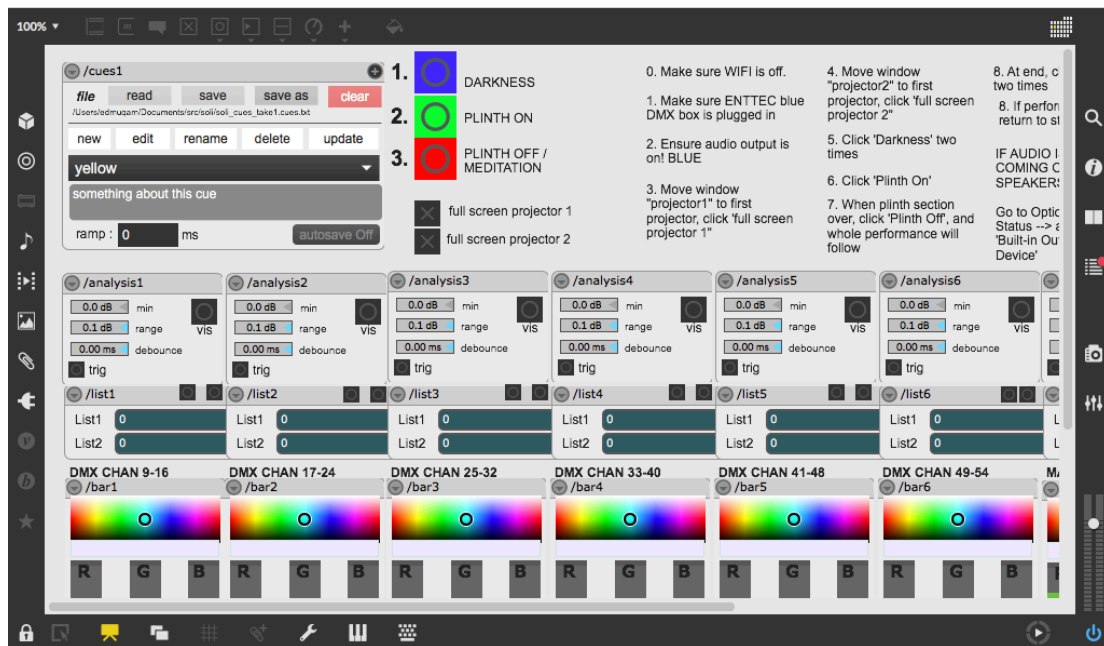 100%
/cues1
file read save save as clear
/Users/edmugam/Documents/src/soli/soli_cues_take1.cues.txt
new edit rename delete update
yellow
something about this cue
ramp : 0 ms autosave Off
1. DARKNESS
2. PLINTH ON
3. PLINTH OFF /
MEDITATION
full screen projector 1
full screen projector 2
0. Make sure WIFI is off.
1. Make sure ENTTEC blue
DMX box is plugged in
2. Ensure audio output is
on! BLUE
3. Move window
"projector1" to first
projector, click 'full screen
projector 1"
4. Move window
"projector2" to first
projector, click 'full screen
projector 2"
5. Click 'Darkness' two
times
6. Click 'Plinth On'
7. When plinth section
over, click 'Plinth Off', and
whole performance will
follow
8. At end, c
two times
8. If perfon
return to st
IF AUDIO I
COMING C
SPEAKERS
Go to Optic
Status --> a
'Built-in Out
Device'
/analysis1 /analysis2 /analysis3 /analysis4 /analysis5 /analysis6
0.0 dB min 0.0 dB min 0.0 dB min 0.0 dB min 0.0 dB min 0.0 dB min
0.1 dB range vis 0.1 dB range vis 0.1 dB range vis 0.1 dB range vis 0.1 dB range vis 0.1 dB range vis
0.00 ms debounce 0.00 ms debounce 0.00 ms debounce 0.00 ms debounce 0.00 ms debounce 0.00 ms debounce
trig trig trig trig trig trig
/list1 /list2 /list3 /list4 /list5 /list6
List1 0 List1 0 List1 0 List1 0 List1 0 List1 0 L
List2 0 List2 0 List2 0 List2 0 List2 0 List2 0 L
DMX CHAN 9-16 DMX CHAN 17-24 DMX CHAN 25-32 DMX CHAN 33-40 DMX CHAN 41-48 DMX CHAN 49-54
/bar1 /bar2 /bar3 /bar4 /bar5 /bar6
R G B R G B R G B R G B R G B R G B